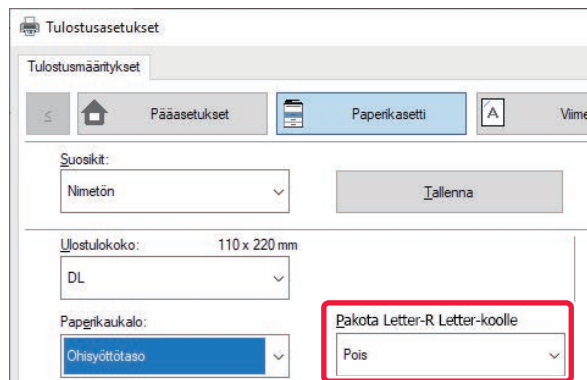 Tulostusasetukset
Tulostusmääritykset
≤ Pääasetukset Paperikasetti A Viime
Suosikit:
Nimetön Tallenna
Ulostulokoko: 110 x 220 mm
DL
Paperikaukalo: Pakota Letter-R Letter-koolle
Ohisyöttötaso Pois